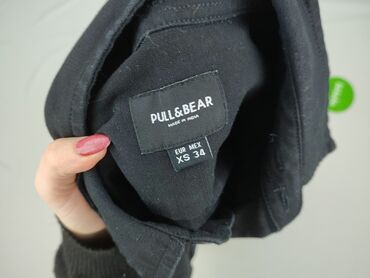 PULL&BEAR
MADE IN INDIA
EUR MEX
XS 34